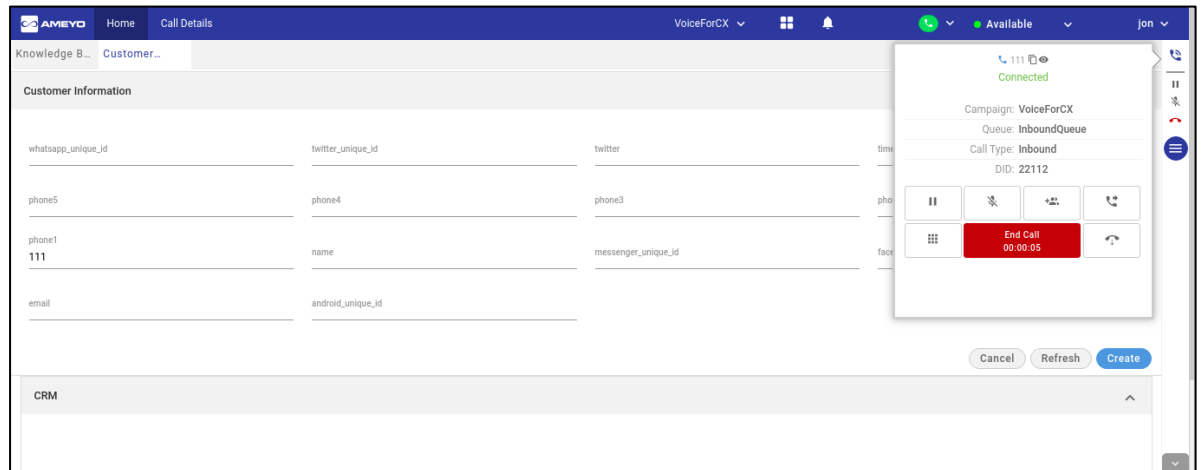 AMEYO Home Call Details VoiceForCX Available jon
Knowledge B... Customer...
111
Connected
Customer Information
Campaign: VoiceForCX
Queue: InboundQueue
Call Type: Inbound
DID: 22112
whatsapp_unique_id twitter_unique_id twitter
phone5 phone4 phone3 pho
phone1
111
name messenger_unique_id face
End Call
00:00:05
email android_unique_id
Cancel Refresh Create
CRM